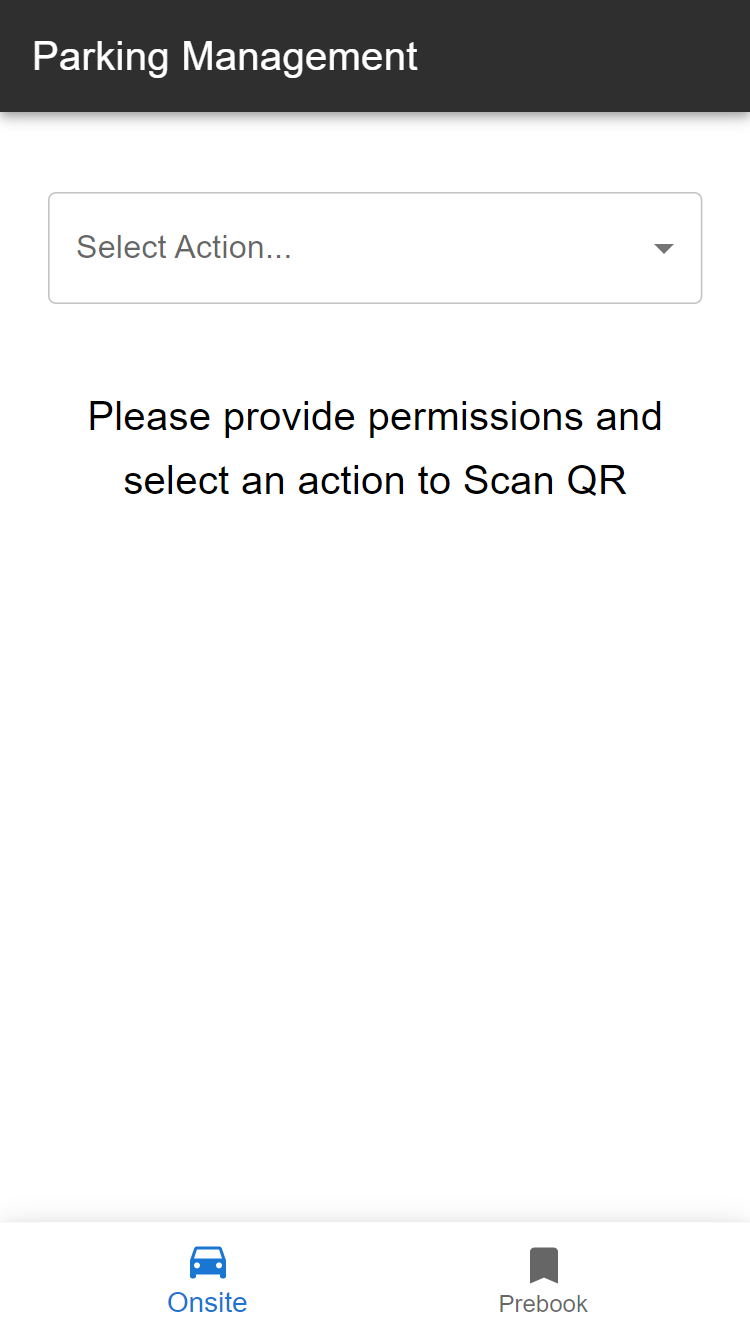 Parking Management
Select Action...
Please provide permissions and
select an action to Scan QR
Onsite
Prebook